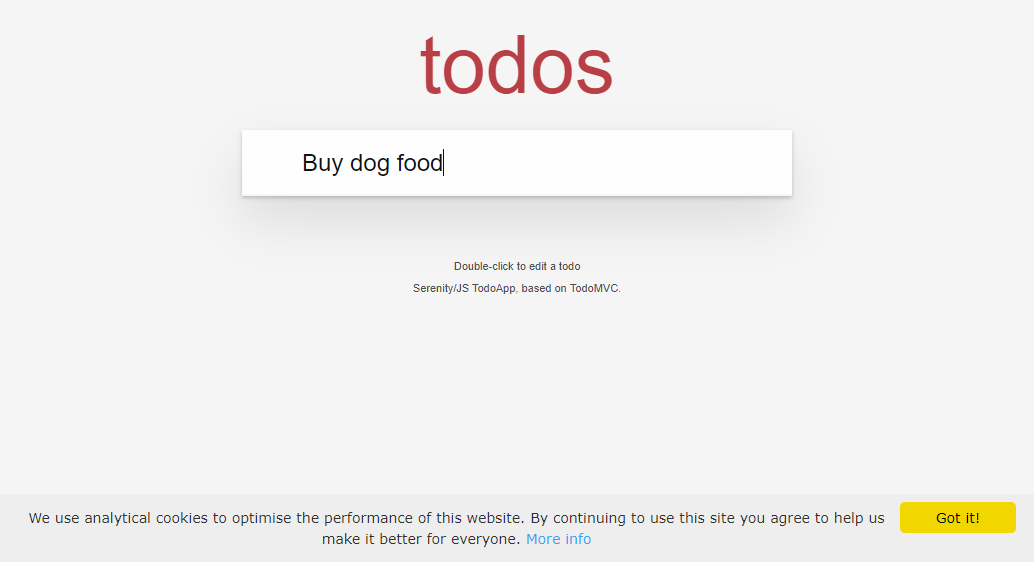 todos
Buy dog food
Double-click to edit a todo
Serenity/JS TodoApp, based on TodoMVC.
We use analytical cookies to optimise the performance of this website. By continuing to use this site you agree to help us
make it better for everyone. More info
Got it!